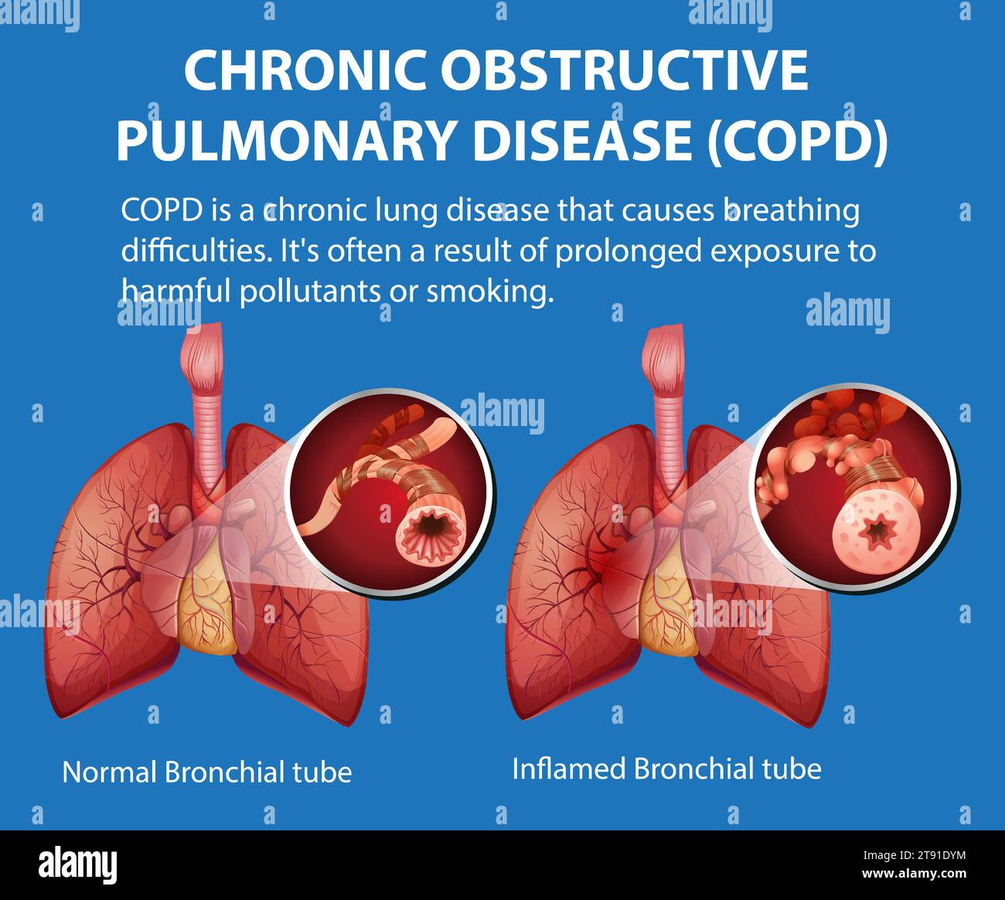 CHRONIC OBSTRUCTIVE
PULMONARY DISEASE (COPD)
COPD is a chronic lung disease that causes breathing
difficulties. It's often a result of prolonged exposure to
harmful pollutants or smoking.
Normal Bronchial tube
Inflamed Bronchial tube
alamy
Image ID: 2T91DYM
www.alamy.com